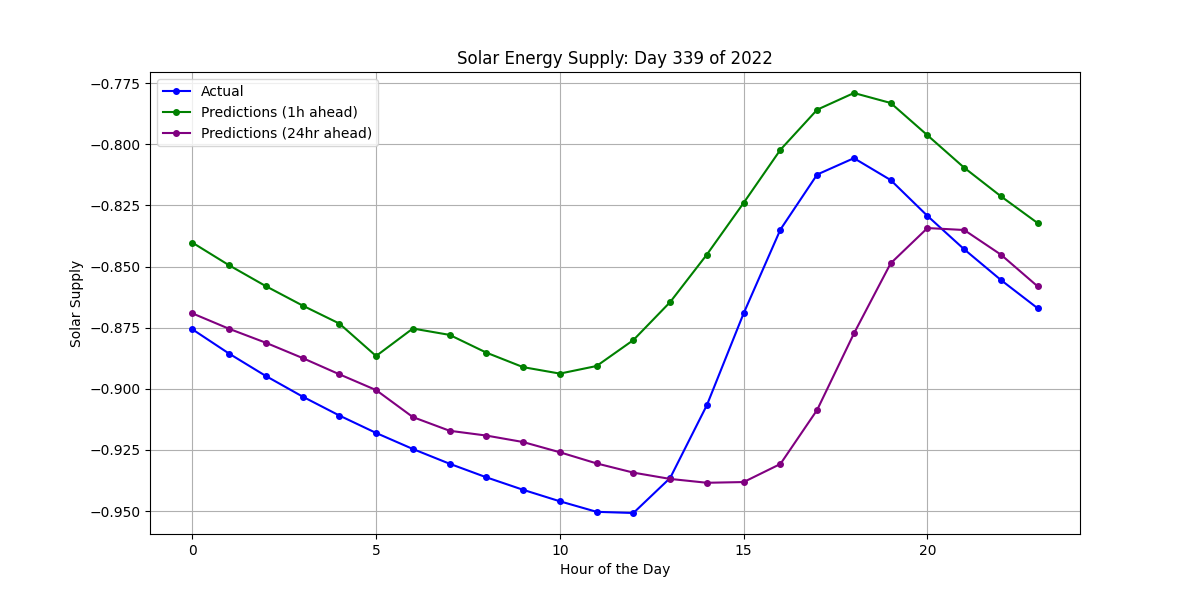 Solar Energy Supply: Day 339 of 2022
Actual
Predictions (1h ahead)
Predictions (24hr ahead)
Solar Supply
−0.775
−0.800
−0.825
−0.850
−0.875
−0.900
−0.925
−0.950
0 5 10 15 20
Hour of the Day